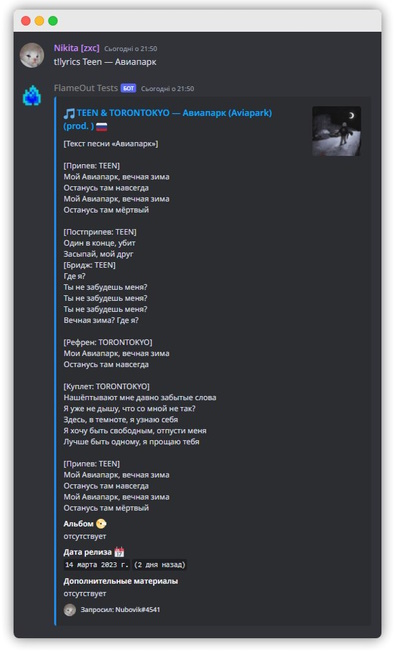 Nikita [zxc] Сьогодні о 21:50
t!lyrics Teen — Авиапарк
FlameOut Tests БОТ Сьогодні о 21:50
TEEN & TORONTOKYO — Авиапарк (Aviapark)
(prod. )
[Текст песни «Авиапарк»]
[Припев: TEEN]
Мой Авиапарк, вечная зима
Останусь там навсегда
Мой Авиапарк, вечная зима
Останусь там мёртвый
[Постприпев: TEEN]
Один в конце, убит
Засыпай, мой друг
[Бридж: TEEN]
Где я?
Ты не забудешь меня?
Ты не забудешь меня?
Ты не забудешь меня?
Вечная зима? Где я?
[Рефрен: TORONTOKYO]
Мои Авиапарк, вечная зима
Останусь там навсегда
[Куплет: TORONTOKYO]
Нашёптывают мне давно забытые слова
Я уже не дышу, что со мной не так?
Здесь, в темноте, я узнаю себя
Я хочу быть свободным, отпусти меня
Лучше быть одному, я прощаю тебя
[Припев: TEEN]
Мой Авиапарк, вечная зима
Останусь там навсегда
Мой Авиапарк, вечная зима
Останусь там мёртвый
Альбом
отсутствует
Дата релиза
14 марта 2023 г. (2 дня назад)
Дополнительные материалы
отсутствует
Запросил: Nubovik#4541